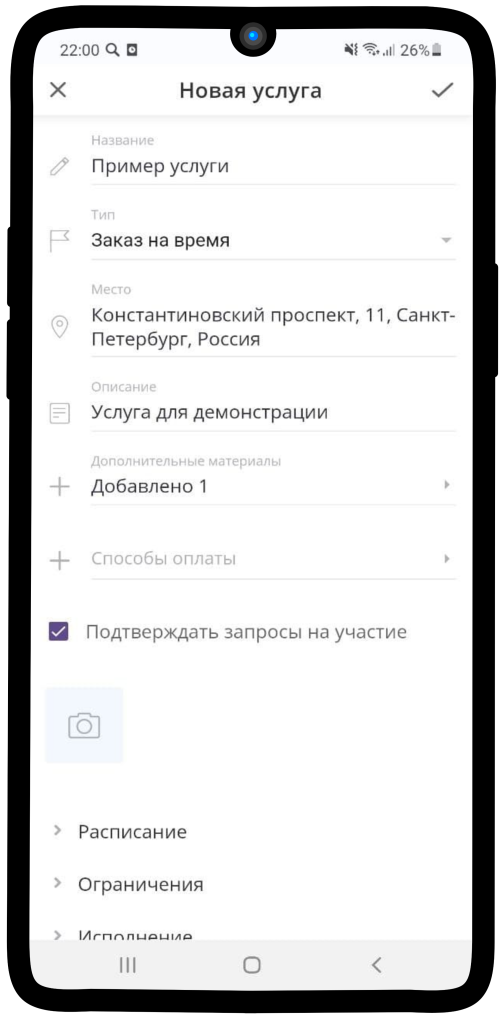 22:00 26%
Новая услуга
Название
Пример услуги
Тип
Заказ на время
Место
Константиновский проспект, 11, Санкт-
Петербург, Россия
Описание
Услуга для демонстрации
Дополнительные материалы
Добавлено 1
Способы оплаты
Подтверждать запросы на участие
Расписание
Ограничения
Исполнение